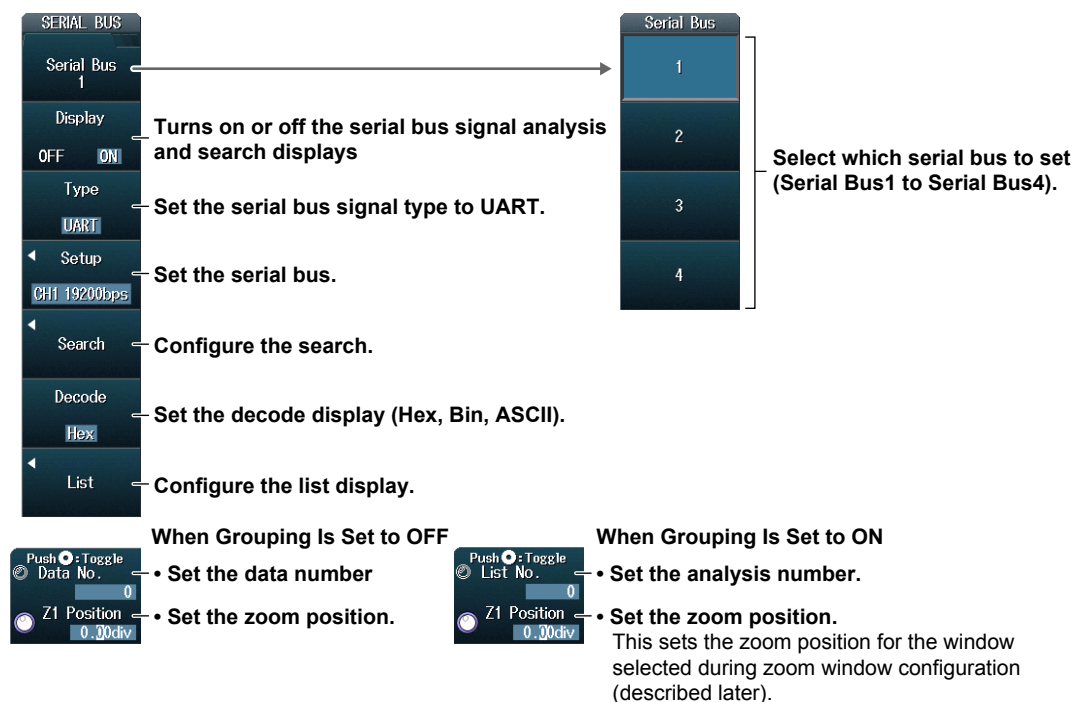 SERIAL BUS
Serial Bus
1
Display
OFF ON
Turns on or off the serial bus signal analysis
and search displays
Type
UART
Set the serial bus signal type to UART.
Setup
CH1 19200bps
Set the serial bus.
Search
Configure the search.
Decode
Hex
Set the decode display (Hex, Bin, ASCII).
List
Configure the list display.
Serial Bus
1
2
3
4
Select which serial bus to set
(Serial Bus1 to Serial Bus4).
When Grouping Is Set to OFF
Push : Toggle
Data No.
0
• Set the data number
Z1 Position
0.00div
• Set the zoom position.
When Grouping Is Set to ON
Push : Toggle
List No.
0
• Set the analysis number.
Z1 Position
0.00div
• Set the zoom position.
This sets the zoom position for the window
selected during zoom window configuration
(described later).